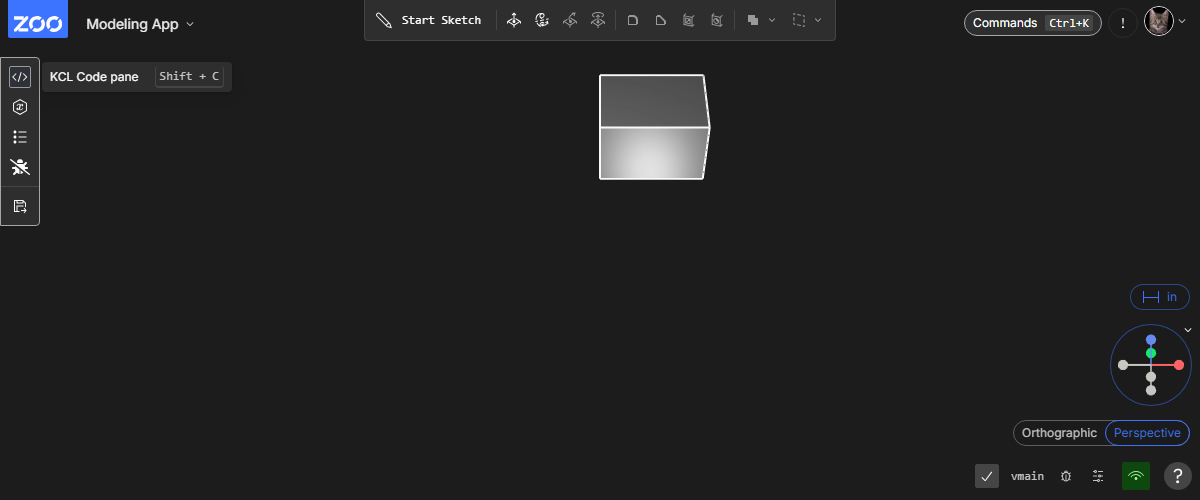 ZOO Modeling App
Start Sketch
Commands Ctrl+K !
KCL Code pane Shift + C
in
Orthographic Perspective
vmain ?